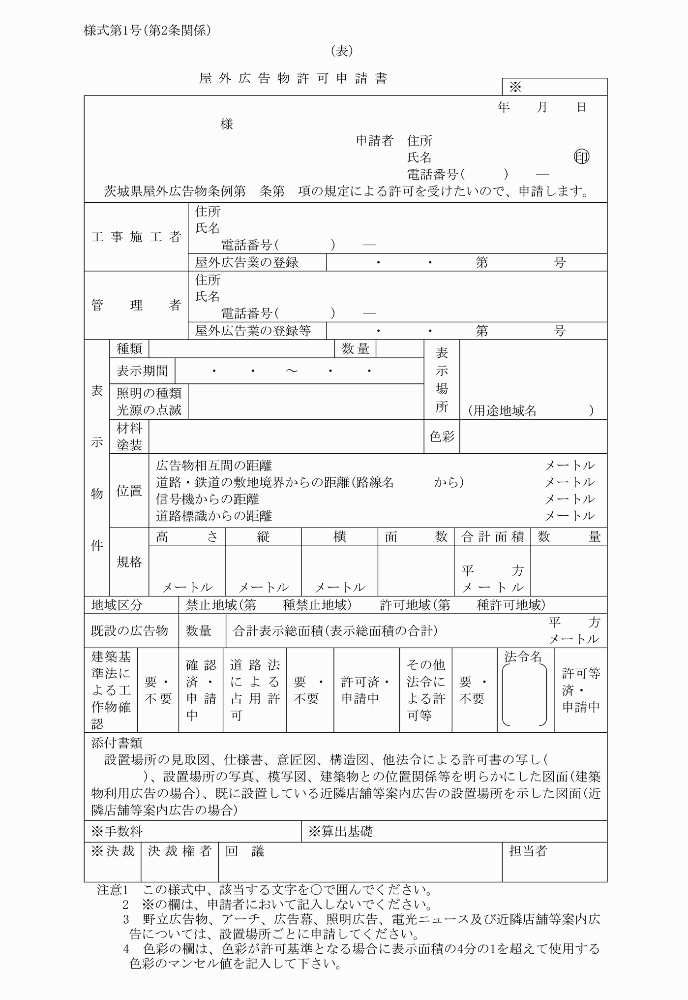 様式第1号(第2条関係)
(表)
屋外広告物許可申請書
※
年　月　日
様
申請者　住所
氏名　㊞
電話番号(　　　)　―
茨城県屋外広告物条例第　条第　項の規定による許可を受けたいので、申請します。
工事施工者
住所
氏名
電話番号(　　　　)　―
屋外広告業の登録　・　・　第　号
管理者
住所
氏名
電話番号(　　　　)　―
屋外広告業の登録等　・　・　第　号
表示物件
種類　数量
表示場所
(用途地域名　　　　)
表示期間　・　・　～　・　・
照明の種類
光源の点滅
材料
塗装
色彩
位置
広告物相互間の距離　メートル
道路・鉄道の敷地境界からの距離(路線名　　　から)　メートル
信号機からの距離　メートル
道路標識からの距離　メートル
規格
高さ　縦　横　面数　合計面積　数量
平方
メートル　メートル　メートル　メートル
地域区分　禁止地域(第　　種禁止地域)　　許可地域(第　　種許可地域)
既設の広告物　数量　合計表示総面積(表示総面積の合計)　平方
メートル
建築基
準法に
よる工
作物確
認
要・
不要
確認
済・
申請
中
道路法
による
占用許
可
要・
不要
許可済・
申請中
その他
法令に
よる許
可等
要・
不要
法令名
許可等
済・
申請中
添付書類
設置場所の見取図、仕様書、意匠図、構造図、他法令による許可書の写し(
)、設置場所の写真、模写図、建築物との位置関係等を明らかにした図面(建築
物利用広告の場合)、既に設置している近隣店舗等案内広告の設置場所を示した図面(近
隣店舗等案内広告の場合)
※手数料　※算出基礎
※決裁　決裁権者　回議　担当者
注意1　この様式中、該当する文字を○で囲んでください。
2　※の欄は、申請者において記入しないでください。
3　野立広告物、アーチ、広告幕、照明広告、電光ニュース及び近隣店舗等案内広
告については、設置場所ごとに申請してください。
4　色彩の欄は、色彩が許可基準となる場合に表示面積の4分の1を超えて使用する
色彩のマンセル値を記入して下さい。